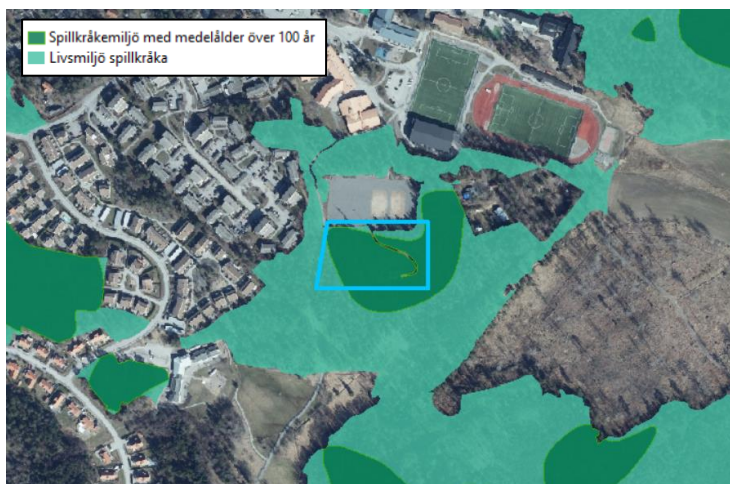 Spillkråkemiljö med medelålder över 100 år
Livsmiljö spillkråka